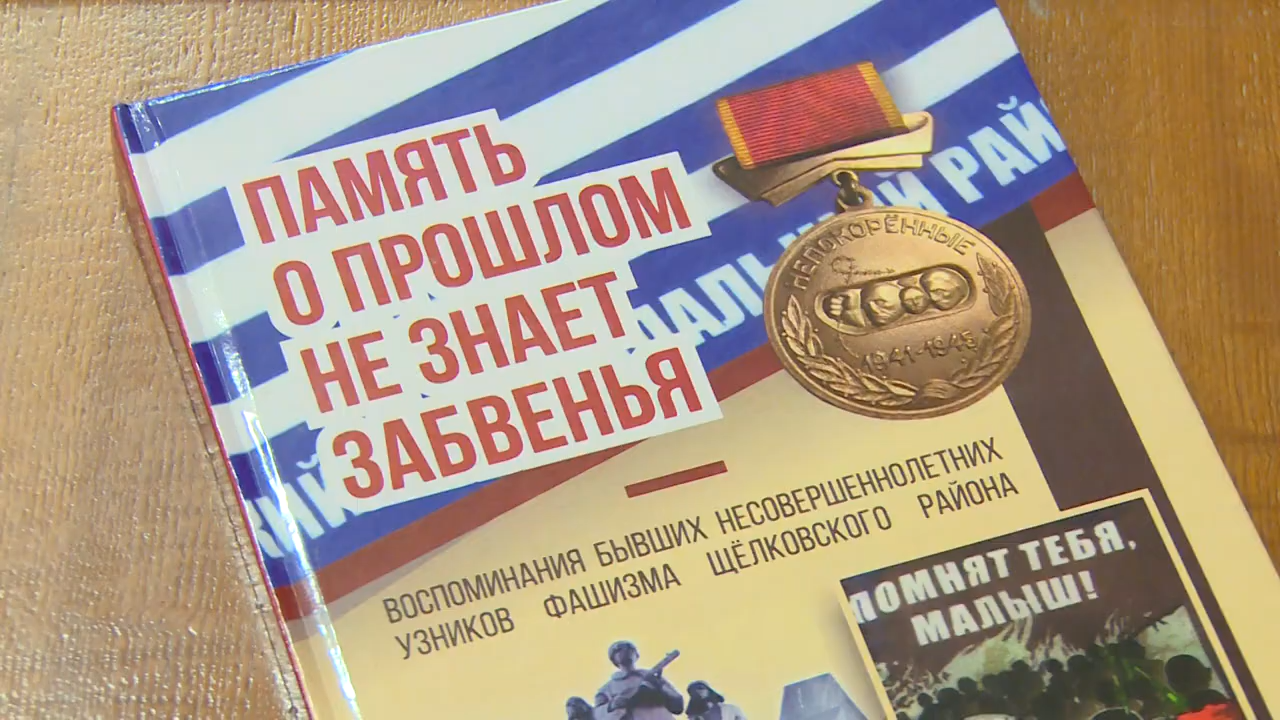 ПАМЯТЬ
О ПРОШЛОМ
НЕ ЗНАЕТ
ЗАБВЕНЬЯ
НЕПОКОРЁННЫЕ
1941-1945
ВОСПОМИНАНИЯ БЫВШИХ НЕСОВЕРШЕННОЛЕТНИХ
УЗНИКОВ ФАШИЗМА ЩЁЛКОВСКОГО РАЙОНА
ПОМНЯТ ТЕБЯ,
МАЛЫШ!